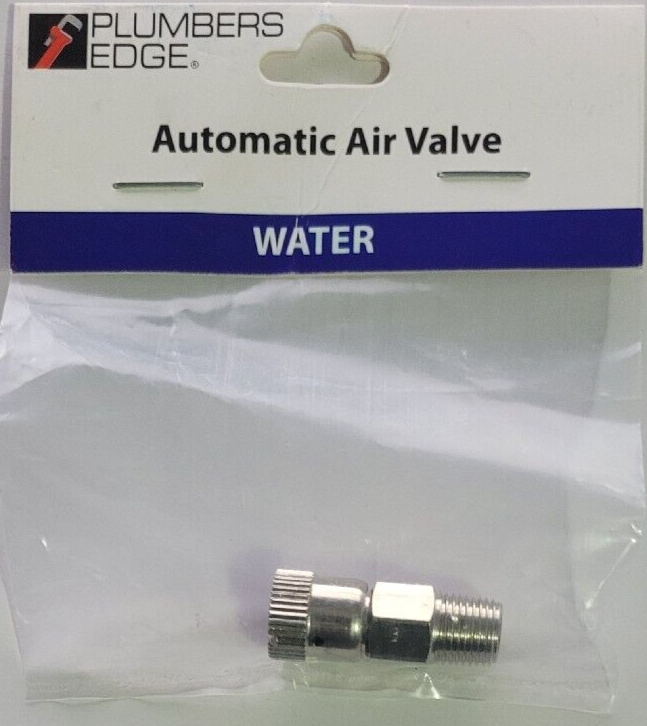 PLUMBERS
EDGE®
Automatic Air Valve
WATER